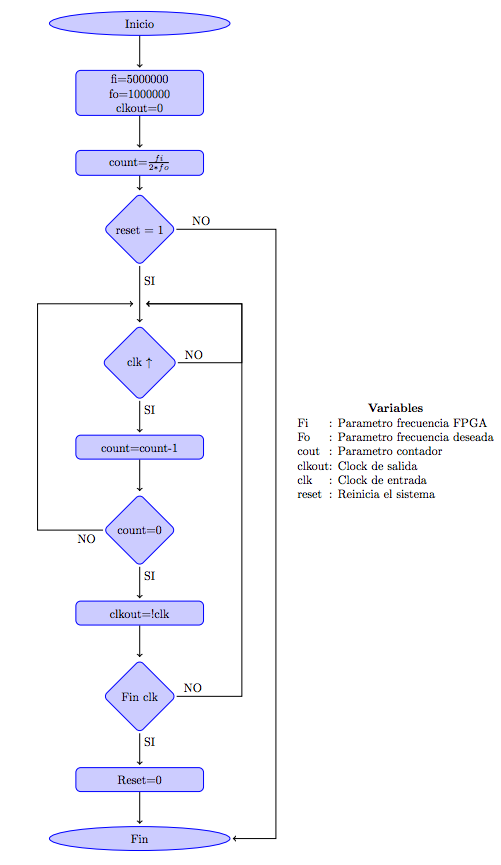 Inicio
fi=5000000
fo=1000000
clkout=0
count=fi/2*fo
reset = 1
NO
SI
clk ↑
NO
SI
count=count-1
count=0
NO
SI
clkout=!clk
Fin clk
NO
SI
Reset=0
Fin
Variables
Fi : Parametro frecuencia FPGA
Fo : Parametro frecuencia deseada
cout : Parametro contador
clkout: Clock de salida
clk : Clock de entrada
reset : Reinicia el sistema